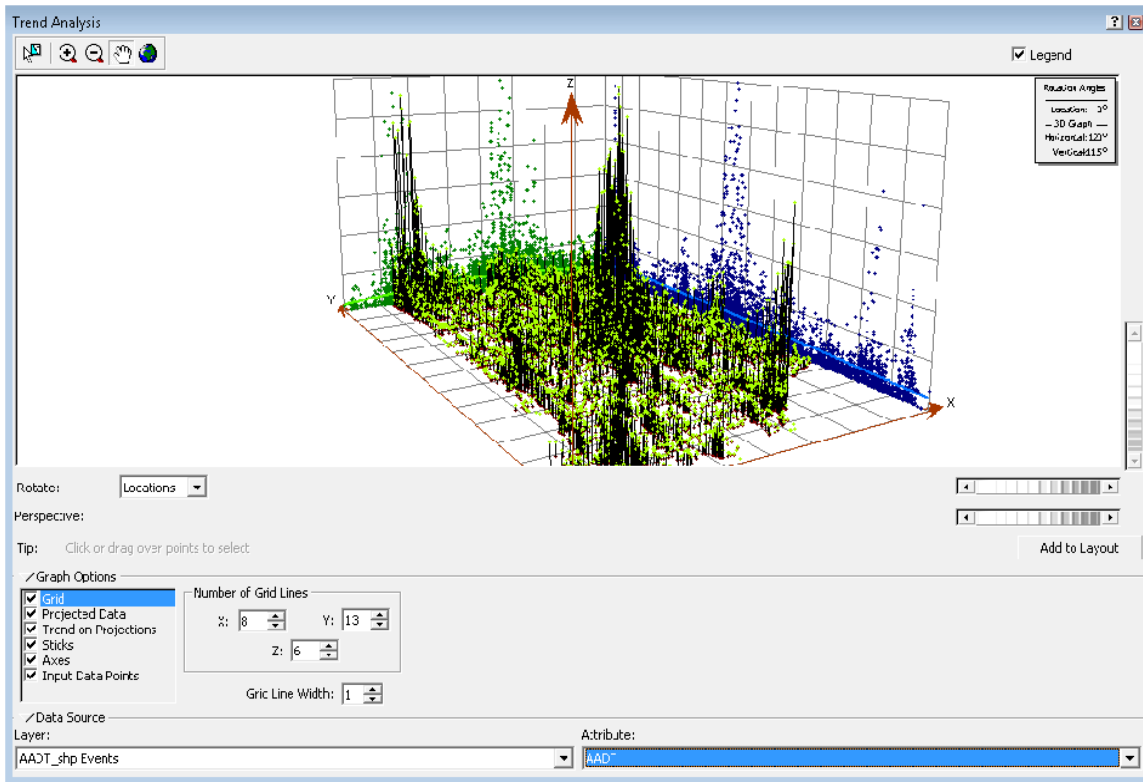 Trend Analysis
Legend
Rotation Angles
Location: 0°
— 3D Graph —
Horizontal:
Vertical:
Z
Y
X
Rotate:
Locations
Perspective:
Tip: Click or drag over points to select
Add to Layout
Graph Options
Grid
Projected Data
Trend on Projections
Sticks
Axes
Input Data Points
Number of Grid Lines
X: 8 Y: 13
Z: 6
Grid Line Width: 1
Data Source
Layer: Attribute:
AADT_shp Events AADT